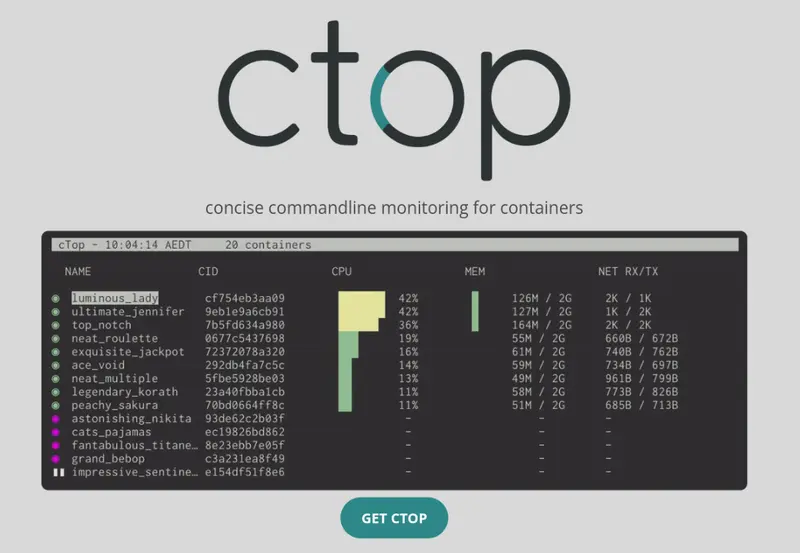 ctop
concise commandline monitoring for containers
cTop - 10:04:14 AEDT 20 containers
NAME CID CPU MEM NET RX/TX
luminous_lady cf754eb3aa09 42% 126M / 2G 2K / 1K
ultimate_jennifer 9eb1e9a6cb91 42% 127M / 2G 1K / 2K
top_notch 7b5fd634a980 36% 164M / 2G 2K / 2K
neat_roulette 0677c5437698 19% 55M / 2G 660B / 672B
exquisite_jackpot 72372078a320 16% 61M / 2G 740B / 762B
ace_void 292db4fa7c5c 14% 59M / 2G 734B / 697B
neat_multiple 5fbe5928be03 13% 49M / 2G 961B / 799B
legendary_korath 23a40fbba1cb 11% 58M / 2G 773B / 826B
peachy_sakura 70bd0664ff8c 11% 51M / 2G 685B / 713B
astonishing_nikita 93de62c2b03f - - -
cats_pajamas ec19826bd862 - - -
fantabulous_titane… 8e23ebb7e05f - - -
grand_bebop c3a231ea8f49 - - -
impressive_sentine… e154df51f8e6 - - -
GET CTOP